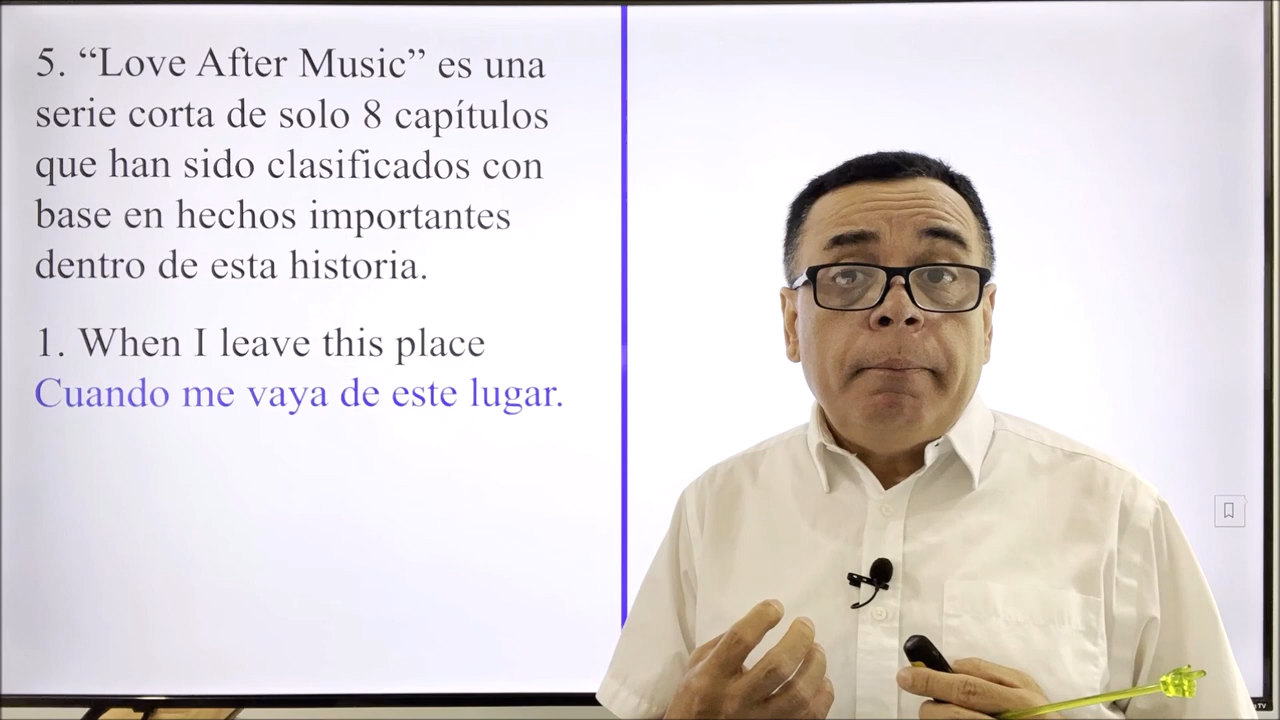 5. “Love After Music” es una
serie corta de solo 8 capítulos
que han sido clasificados con
base en hechos importantes
dentro de esta historia.
1. When I leave this place
Cuando me vaya de este lugar.